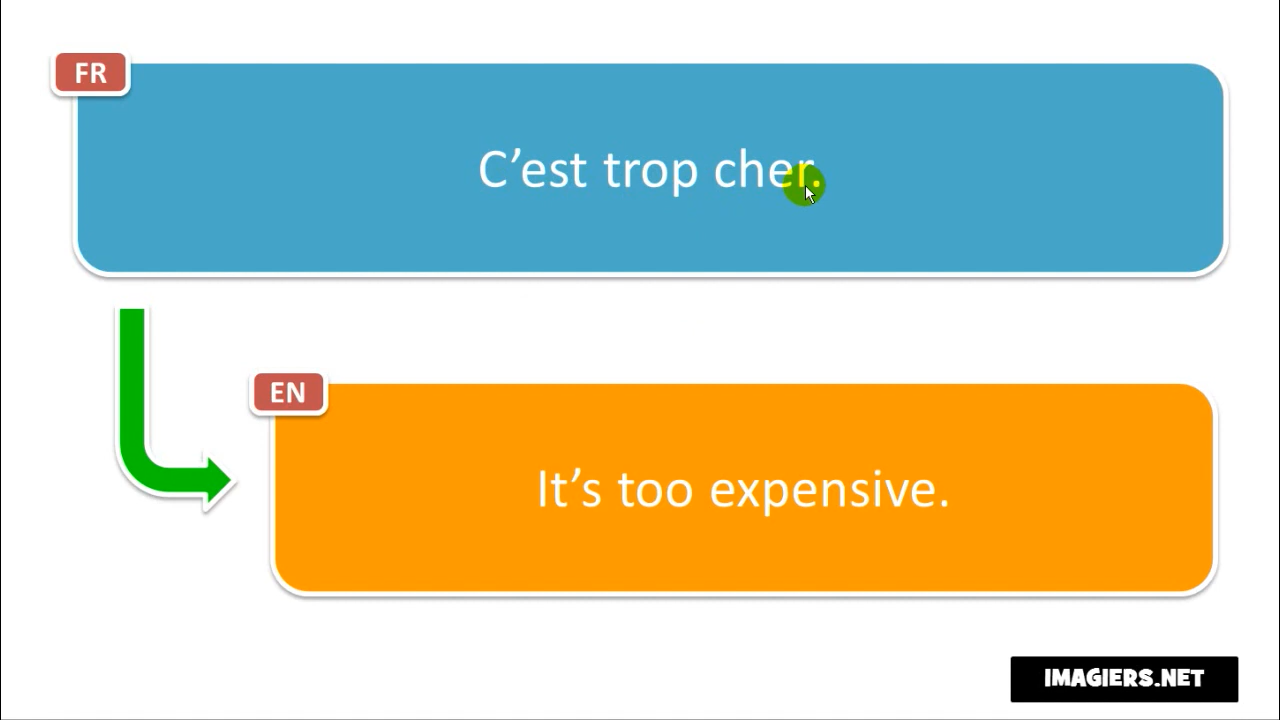 FR
C’est trop cher.
EN
It’s too expensive.
IMAGIERS.NET